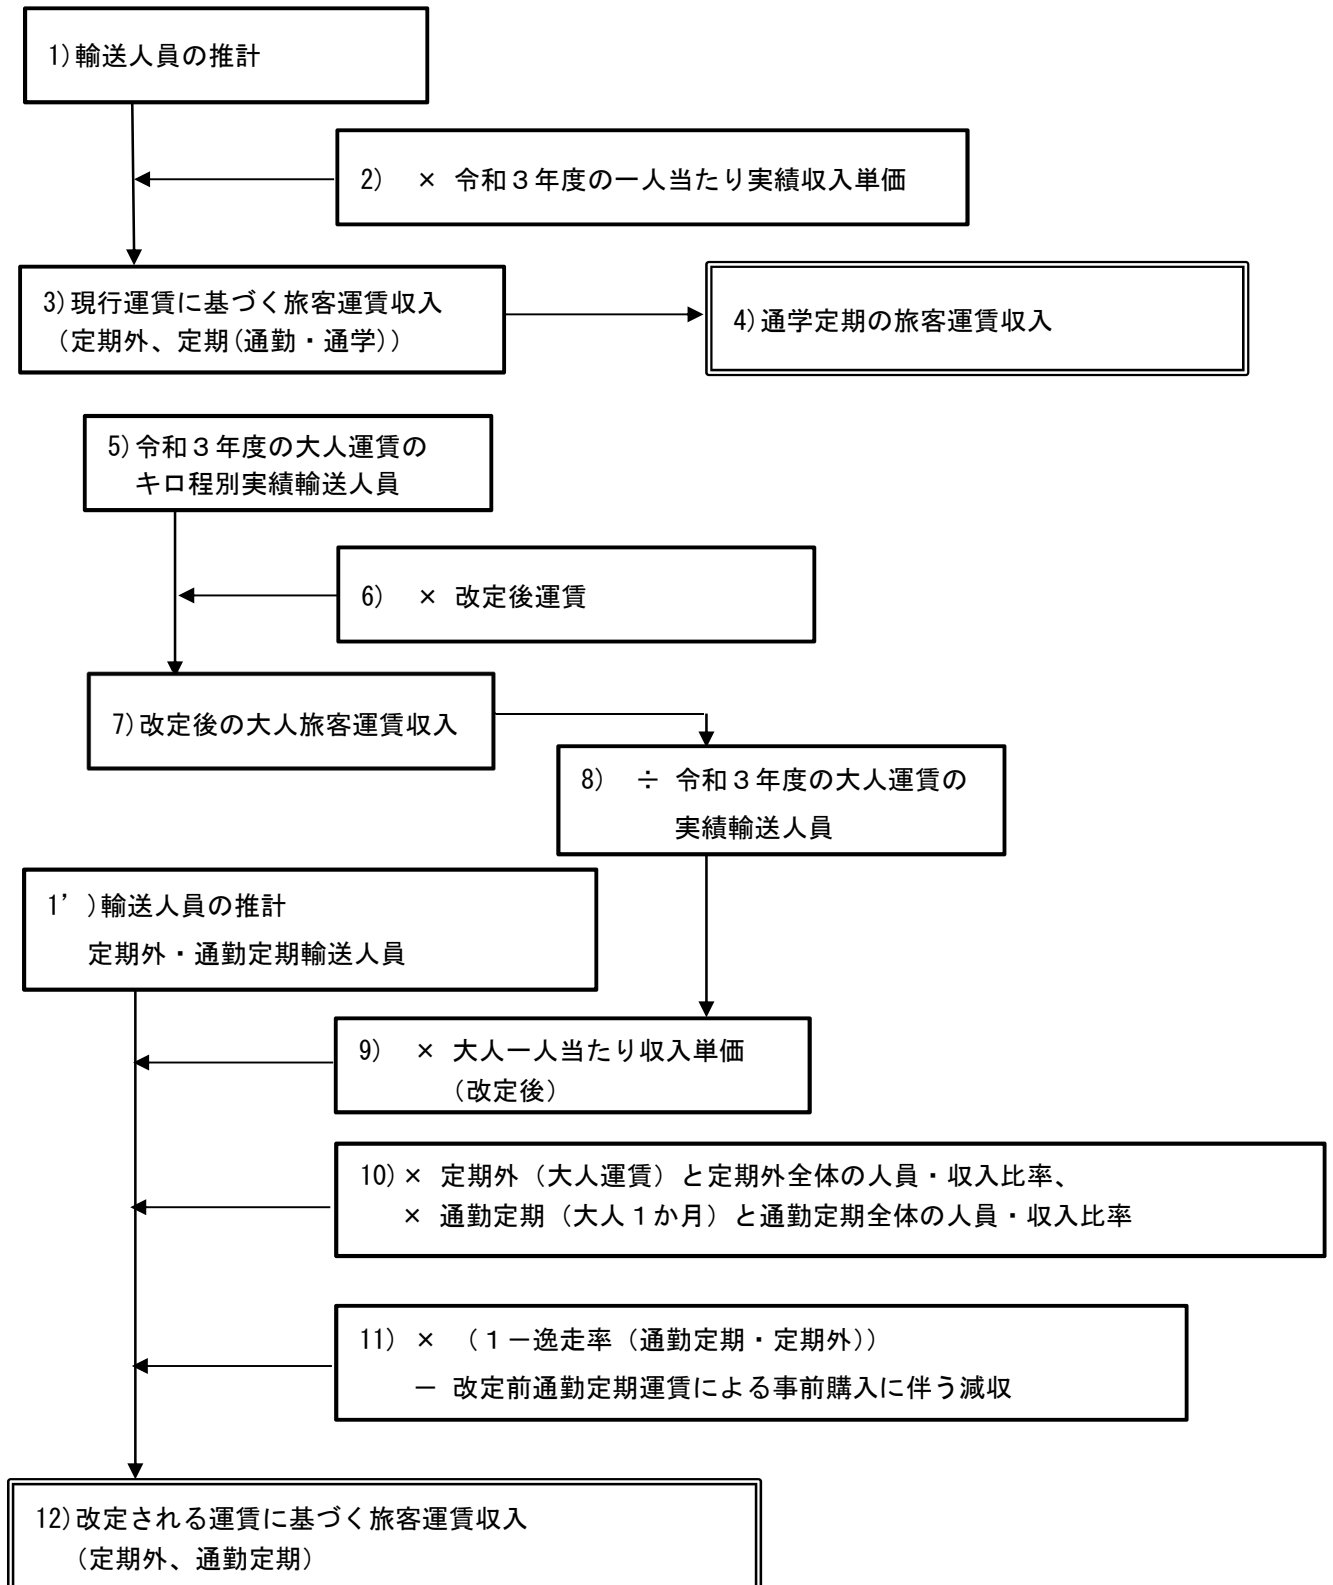 1)輸送人員の推計
2) × 令和３年度の一人当たり実績収入単価
3)現行運賃に基づく旅客運賃収入
（定期外、定期(通勤・通学)）
4)通学定期の旅客運賃収入
5)令和３年度の大人運賃の
キロ程別実績輸送人員
6) × 改定後運賃
7)改定後の大人旅客運賃収入
8) ÷ 令和３年度の大人運賃の
実績輸送人員
1’)輸送人員の推計
定期外・通勤定期輸送人員
9) × 大人一人当たり収入単価
（改定後）
10)× 定期外（大人運賃）と定期外全体の人員・収入比率、
× 通勤定期（大人１か月）と通勤定期全体の人員・収入比率
11) × （１－逸走率（通勤定期・定期外））
－ 改定前通勤定期運賃による事前購入に伴う減収
12)改定される運賃に基づく旅客運賃収入
（定期外、通勤定期）